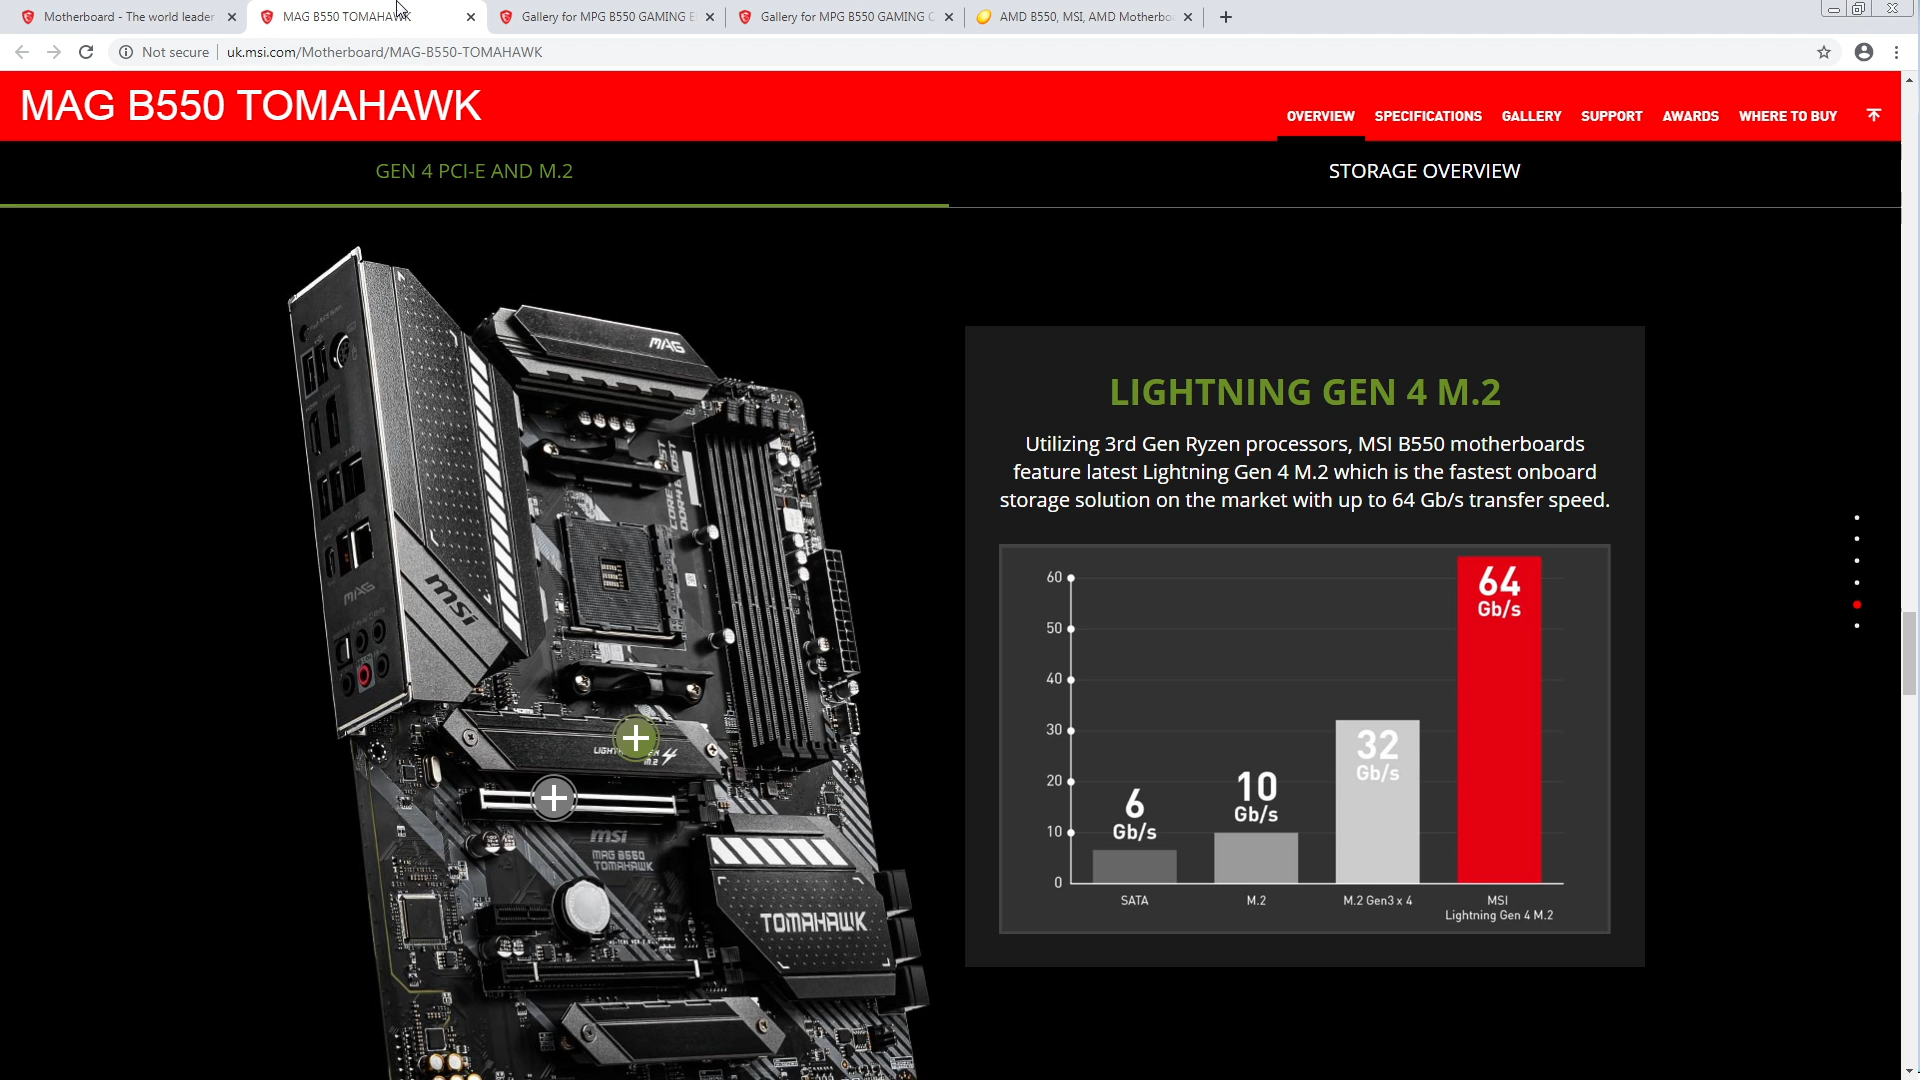 Motherboard - The world leader
MAG B550 TOMAHAWK
Gallery for MPG B550 GAMING E
Gallery for MPG B550 GAMING C
AMD B550, MSI, AMD Motherbo
Not secure
uk.msi.com/Motherboard/MAG-B550-TOMAHAWK
MAG B550 TOMAHAWK
OVERVIEW
SPECIFICATIONS
GALLERY
SUPPORT
AWARDS
WHERE TO BUY
GEN 4 PCI-E AND M.2
STORAGE OVERVIEW
MAG
MAG
msi
msi
MAG B550
TOMAHAWK
TOMAHAWK
LIGHTNING GEN 4 M.2
Utilizing 3rd Gen Ryzen processors, MSI B550 motherboards
feature latest Lightning Gen 4 M.2 which is the fastest onboard
storage solution on the market with up to 64 Gb/s transfer speed.
60
50
40
30
20
10
0
6
Gb/s
10
Gb/s
32
Gb/s
64
Gb/s
SATA
M.2
M.2 Gen3 x 4
MSI
Lightning Gen 4 M.2